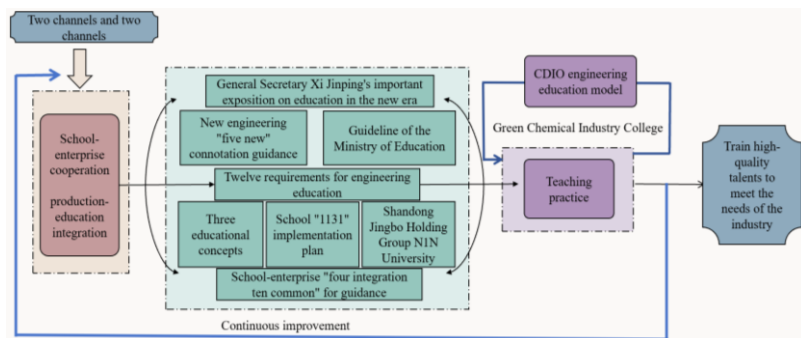 Two channels and two
channels
School-
enterprise
cooperation
production-
education
integration
General Secretary Xi Jinping's important
exposition on education in the new era
New engineering
"five new"
connotation guidance
Guideline of the
Ministry of Education
Twelve requirements for engineering
education
Three
educational
concepts
School "1131"
implementation
plan
Shandong
Jingbo Holding
Group N1N
University
School-enterprise "four integration
ten common" for guidance
CDIO engineering
education model
Green Chemical Industry College
Teaching
practice
Train high-
quality
talents to
meet the
needs of the
industry
Continuous improvement